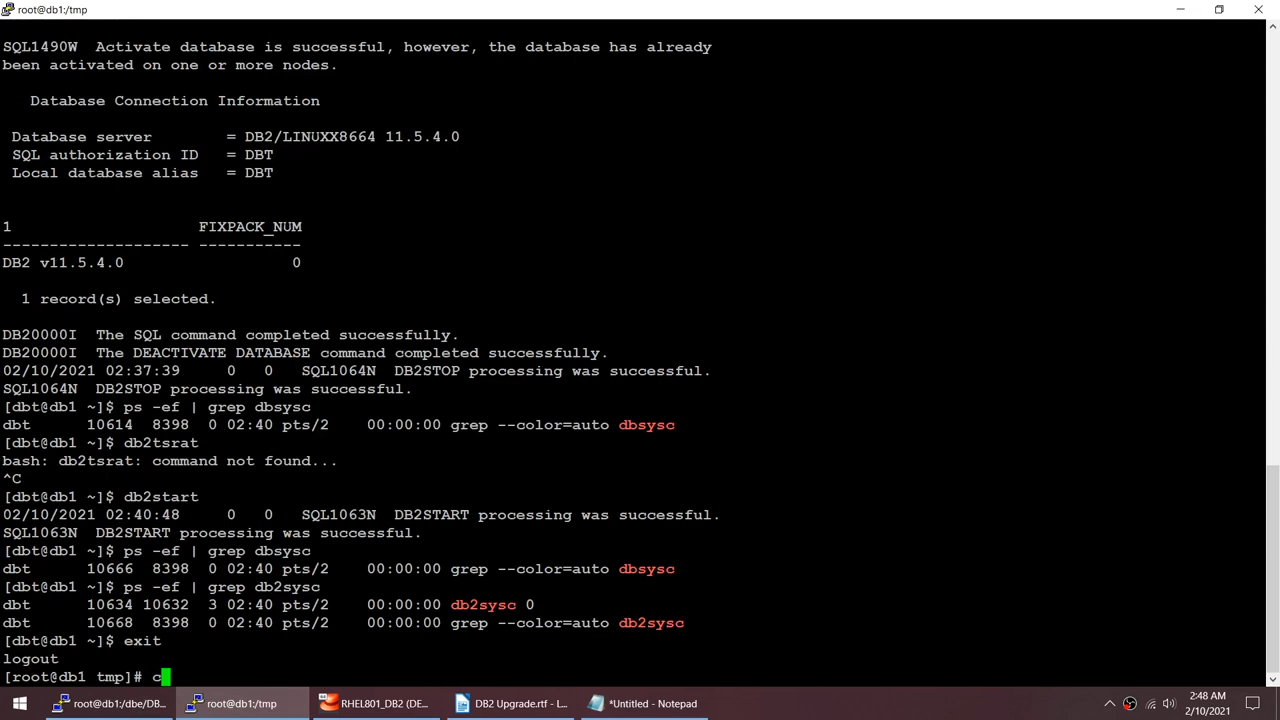 root@db1:/tmp
SQL1490W  Activate database is successful, however, the database has already
been activated on one or more nodes.
Database Connection Information
Database server        = DB2/LINUXX8664 11.5.4.0
SQL authorization ID   = DBT
Local database alias   = DBT
1                    FIXPACK_NUM
-------------------- -----------
DB2 v11.5.4.0                  0
1 record(s) selected.
DB20000I  The SQL command completed successfully.
DB20000I  The DEACTIVATE DATABASE command completed successfully.
02/10/2021 02:37:39     0   0   SQL1064N  DB2STOP processing was successful.
SQL1064N  DB2STOP processing was successful.
[dbt@db1 ~]$ ps -ef | grep dbsysc
dbt      10614  8398  0 02:40 pts/2    00:00:00 grep --color=auto dbsysc
[dbt@db1 ~]$ db2tsrat
bash: db2tsrat: command not found...
^C
[dbt@db1 ~]$ db2start
02/10/2021 02:40:48     0   0   SQL1063N  DB2START processing was successful.
SQL1063N  DB2START processing was successful.
[dbt@db1 ~]$ ps -ef | grep dbsysc
dbt      10666  8398  0 02:40 pts/2    00:00:00 grep --color=auto dbsysc
[dbt@db1 ~]$ ps -ef | grep db2sysc
dbt      10634 10632  3 02:40 pts/2    00:00:00 db2sysc 0
dbt      10668  8398  0 02:40 pts/2    00:00:00 grep --color=auto db2sysc
[dbt@db1 ~]$ exit
logout
[root@db1 tmp]# c
root@db1:/dbe/DB... root@db1:/tmp RHEL801_DB2 (DE... DB2 Upgrade.rtf - L... *Untitled - Notepad 2:48 AM
2/10/2021